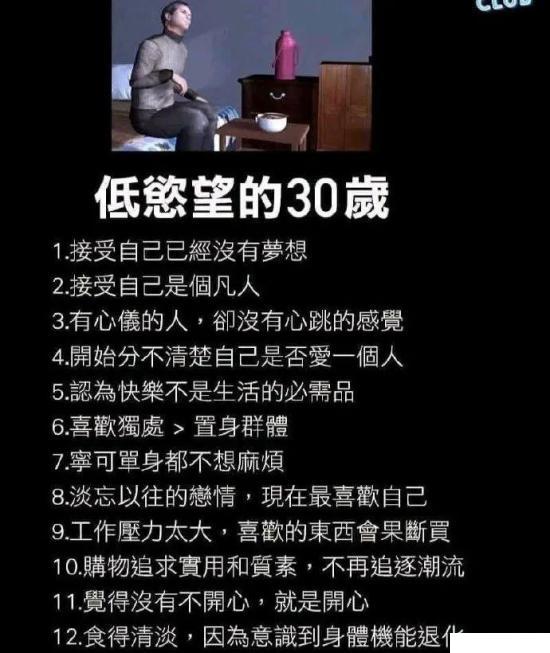 CLUB
低慾望的30歲
1.接受自己已經沒有夢想
2.接受自己是個凡人
3.有心儀的人，卻沒有心跳的感覺
4.開始分不清楚自己是否愛一個人
5.認為快樂不是生活的必需品
6.喜歡獨處 > 置身群體
7.寧可單身都不想麻煩
8.淡忘以往的戀情，現在最喜歡自己
9.工作壓力太大，喜歡的東西會果斷買
10.購物追求實用和質素，不再追逐潮流
11.覺得沒有不開心，就是開心
12.食得清淡，因為意識到身體機能退化